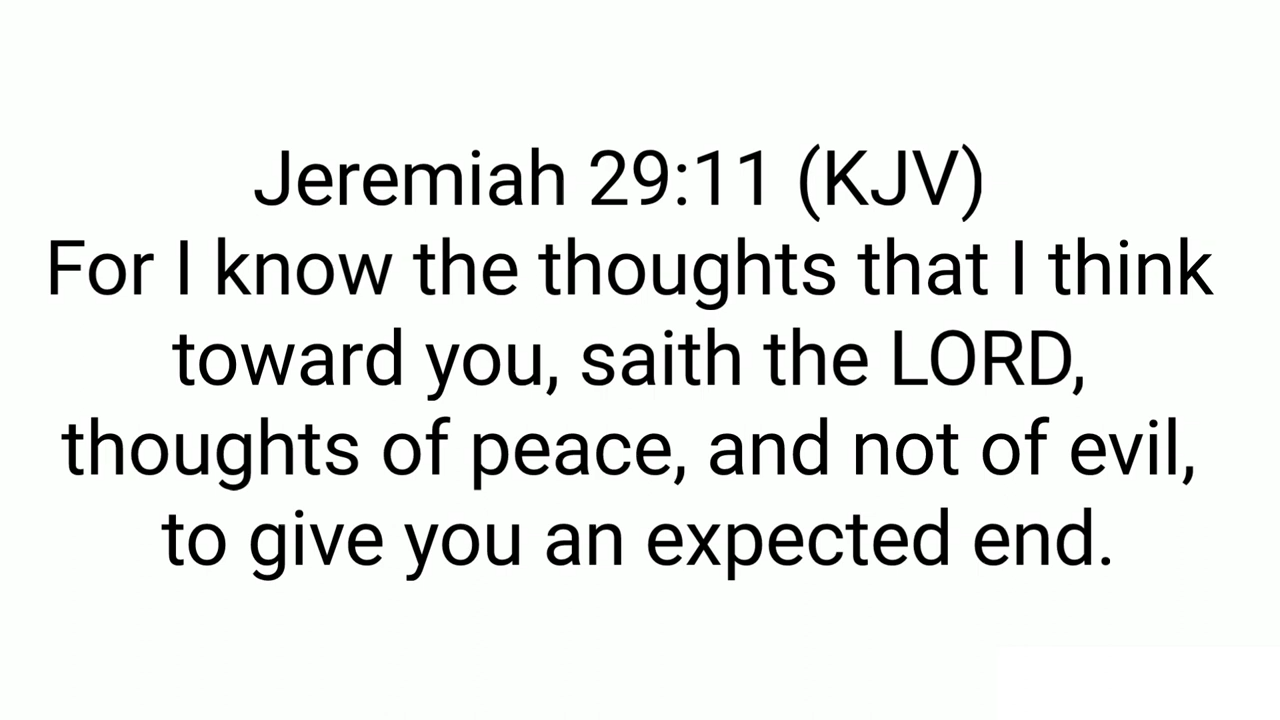 Jeremiah 29:11 (KJV)
For I know the thoughts that I think
toward you, saith the LORD,
thoughts of peace, and not of evil,
to give you an expected end.